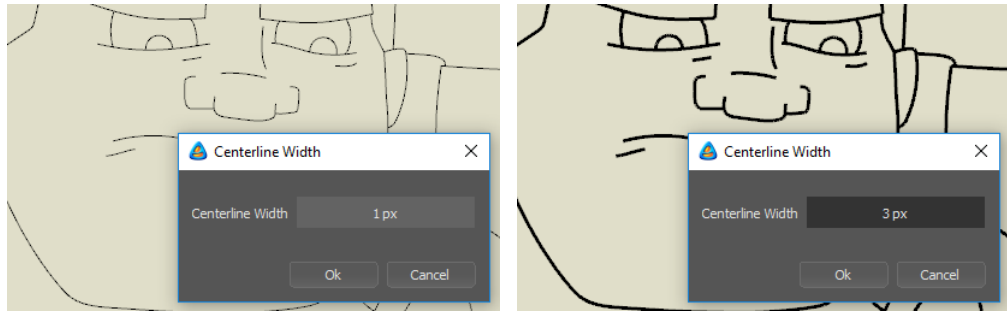 Centerline Width
Centerline Width 1 px
Ok Cancel
Centerline Width
Centerline Width 3 px
Ok Cancel